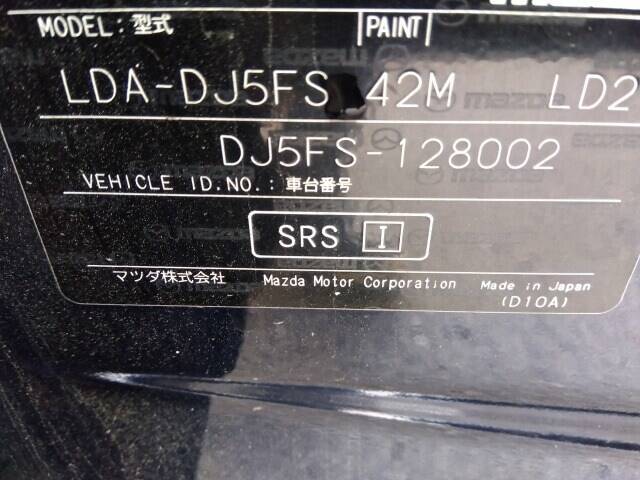 MODEL: 型式 PAINT
LDA-DJ5FS 42M LD2
DJ5FS-128002
VEHICLE ID.NO.: 車台番号
SRS I
マツダ株式会社 Mazda Motor Corporation Made in Japan
(D10A)